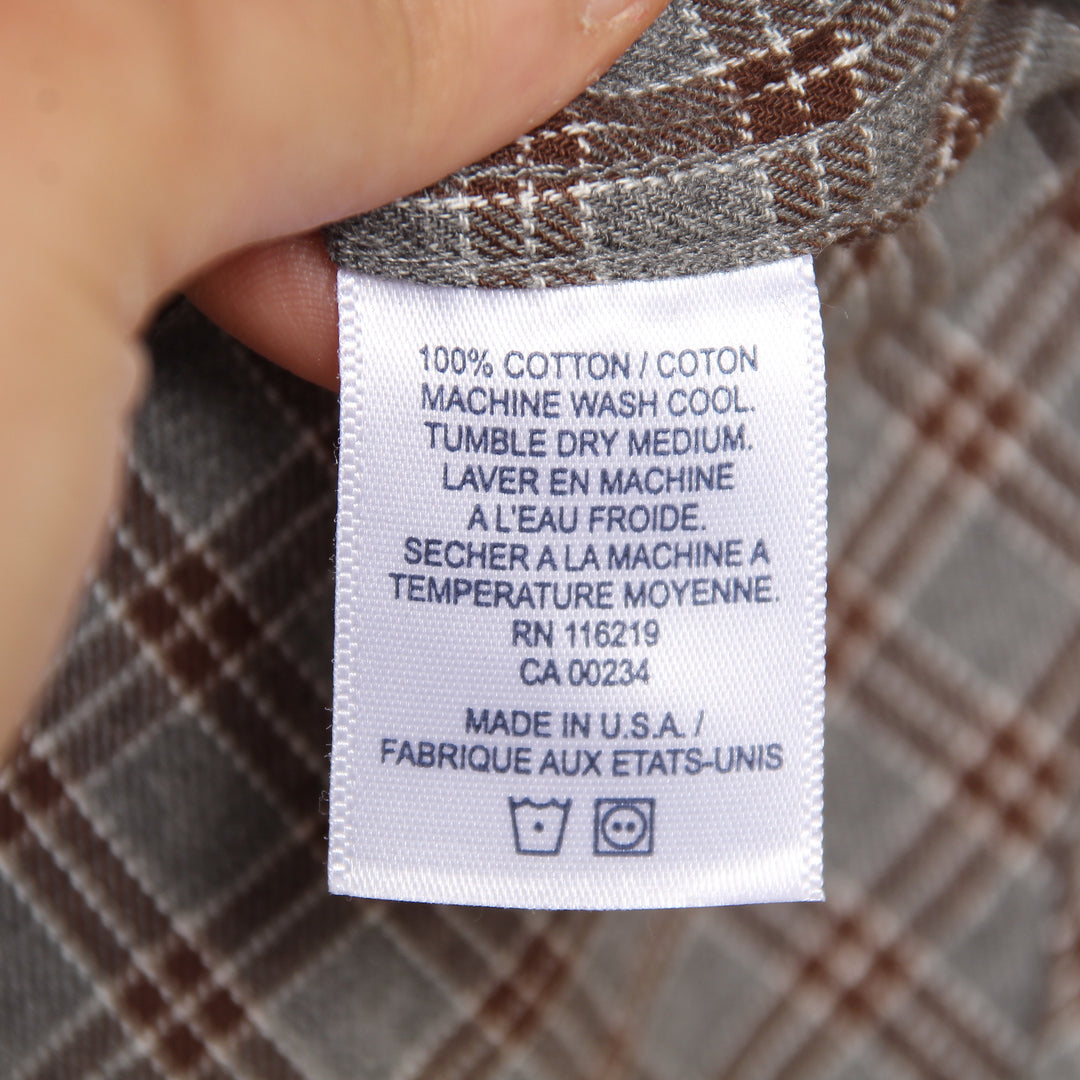 100% COTTON / COTON
MACHINE WASH COOL.
TUMBLE DRY MEDIUM.
LAVER EN MACHINE
A L'EAU FROIDE.
SECHER A LA MACHINE A
TEMPERATURE MOYENNE.
RN 116219
CA 00234
MADE IN U.S.A. /
FABRIQUE AUX ETATS-UNIS